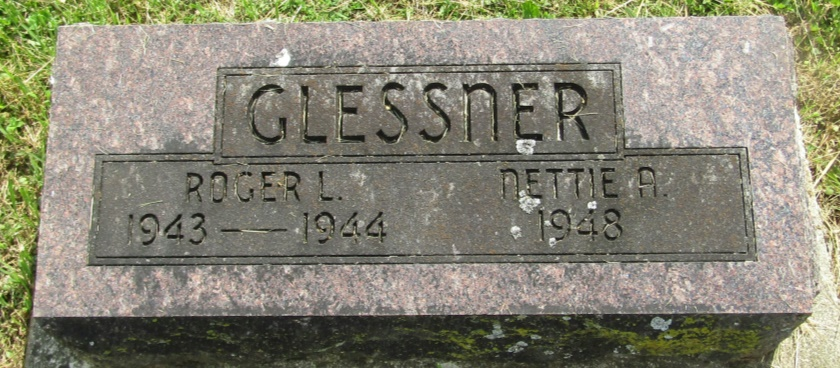 GLESSNER
ROGER L. NETTIE A.
1943 — 1944 1948